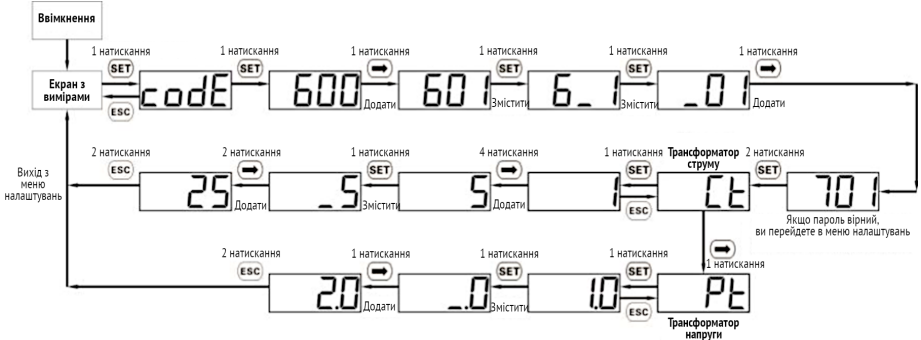 Ввімкнення
1 натискання 1 натискання 1 натискання 1 натискання 1 натискання 1 натискання
SET SET SET SET
Екран з
вимірами
codE 600 601 6_1 _01
Додати Змістити Змістити Додати
ESC
2 натискання 2 натискання 1 натискання 4 натискання 1 натискання Трансформатор
струму
2 натискання
ESC SET SET SET
Вихід з
меню
налаштувань
25 _5 5 1 Ct 701
Додати Змістити Додати
ESC
Якщо пароль вірний,
ви перейдете в меню налаштувань
2 натискання 1 натискання 1 натискання 1 натискання 1 натискання
ESC SET SET
2.0 _.0 1.0 Pt
Додати Змістити
ESC
Трансформатор
напруги